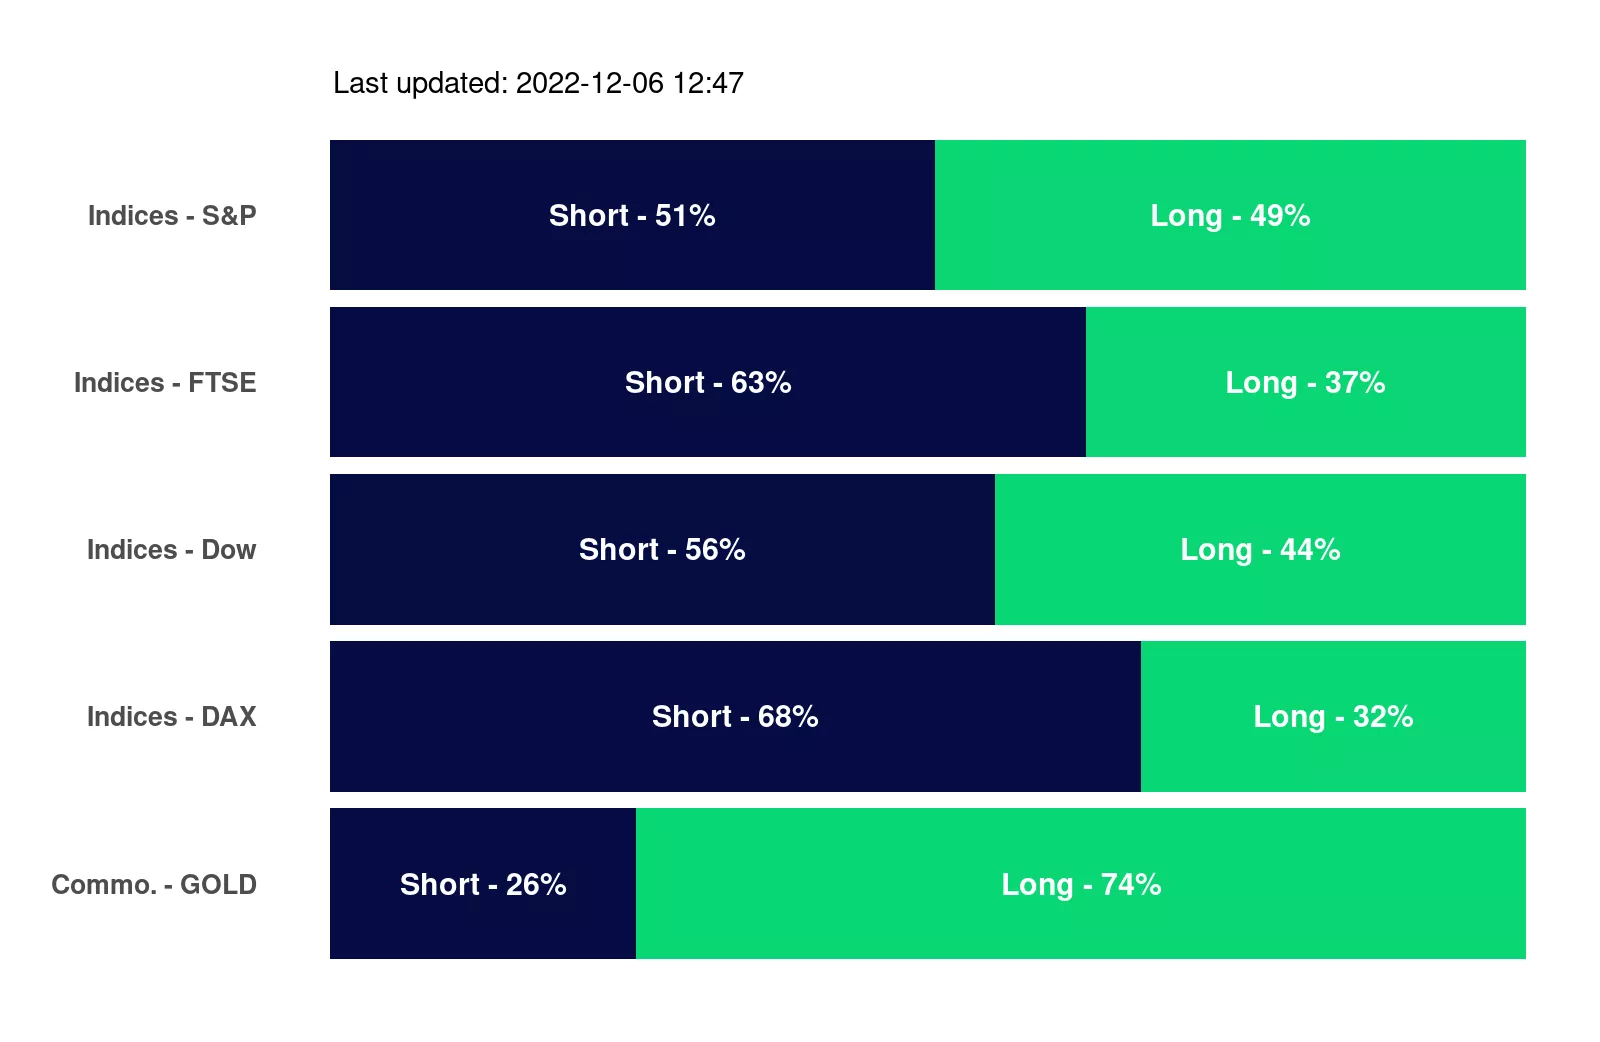 Last updated: 2022-12-06 12:47
Indices - S&P Short - 51% Long - 49%
Indices - FTSE Short - 63% Long - 37%
Indices - Dow Short - 56% Long - 44%
Indices - DAX Short - 68% Long - 32%
Commo. - GOLD Short - 26% Long - 74%